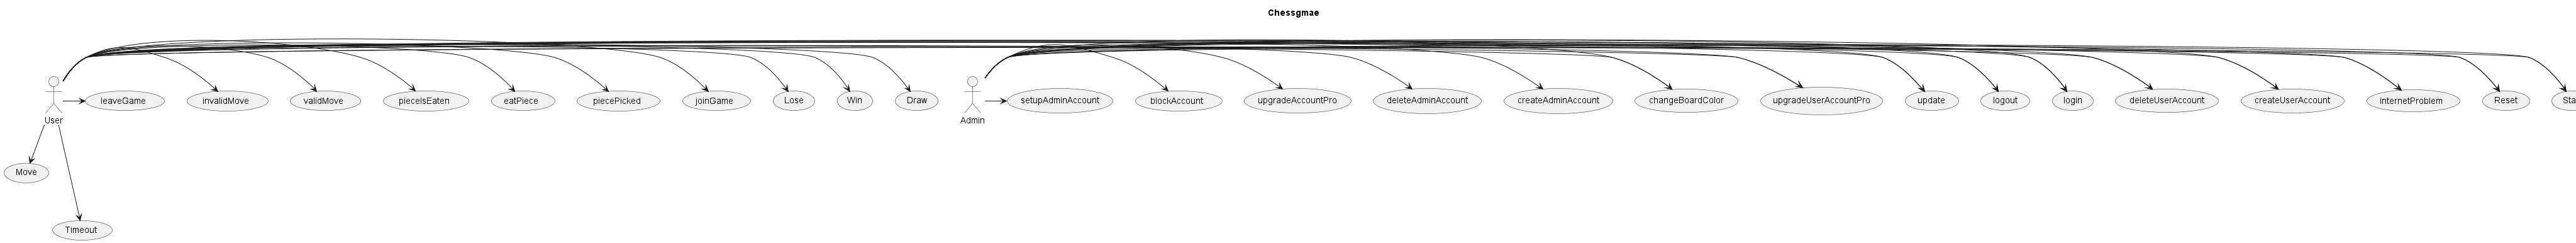 Chessgmae
leaveGame
invalidMove
validMove
pieceIsEaten
eatPiece
piecePicked
joinGame
Lose
Win
Draw
setupAdminAccount
blockAccount
upgradeAccountPro
deleteAdminAccount
createAdminAccount
changeBoardColor
upgradeUserAccountPro
update
logout
login
deleteUserAccount
createUserAccount
internetProblem
Reset
Sta
User
Admin
Move
Timeout